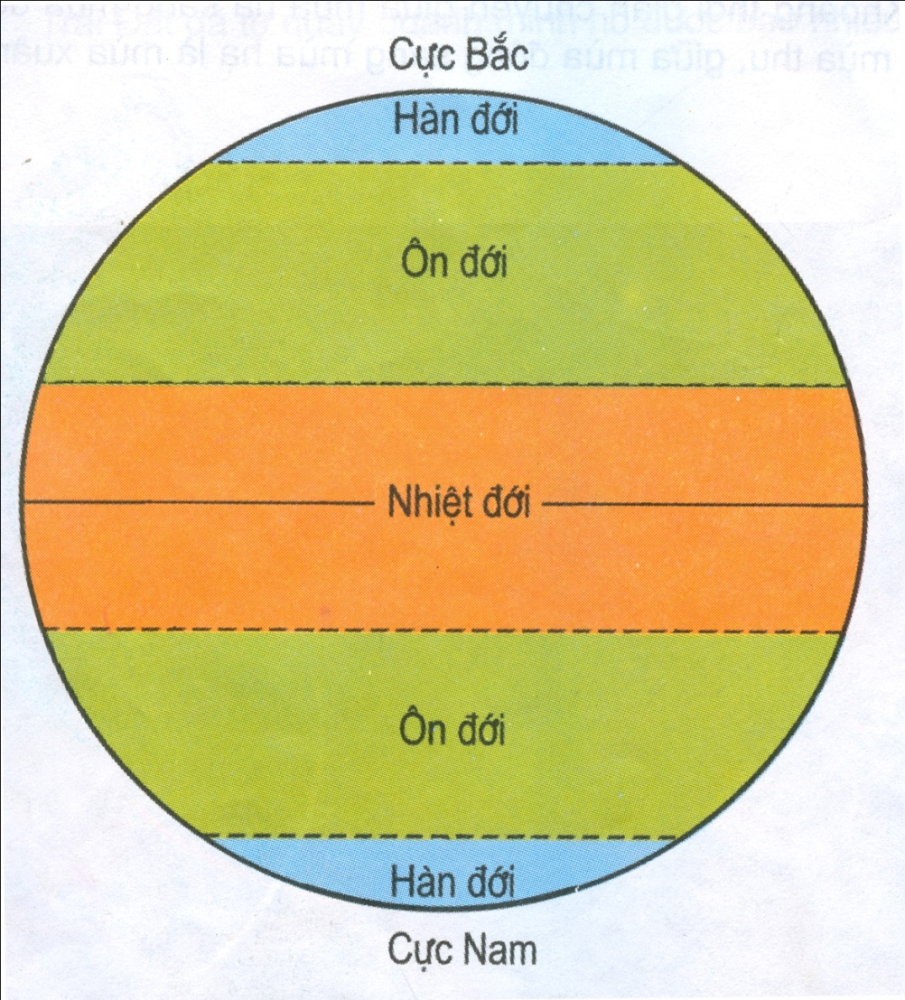 Cực Bắc
Hàn đới
Ôn đới
Nhiệt đới
Ôn đới
Hàn đới
Cực Nam